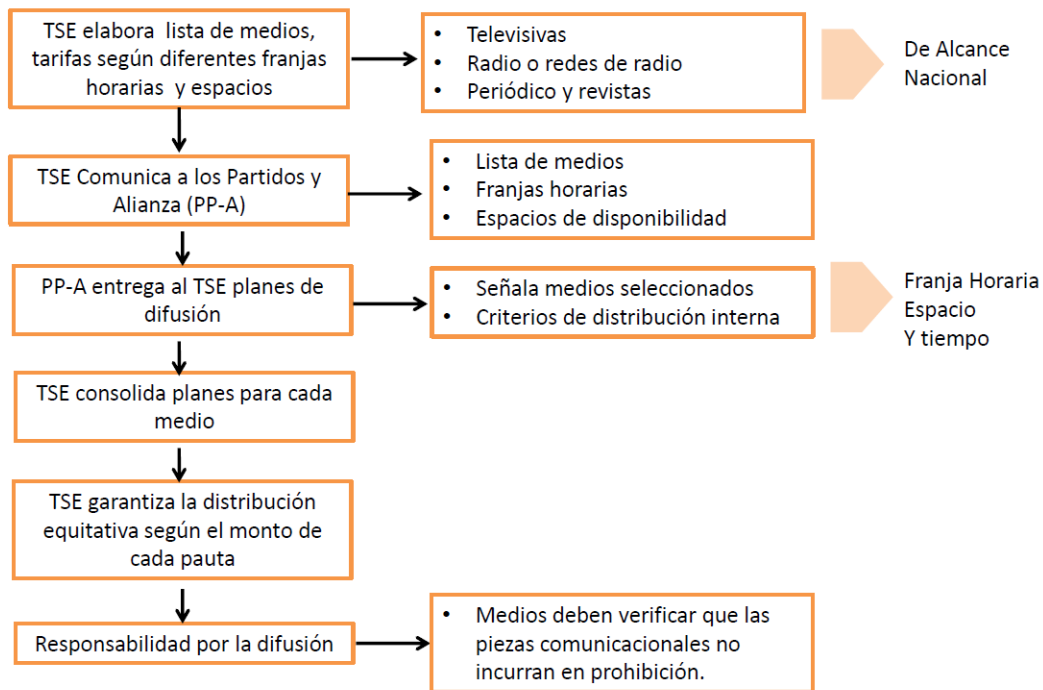 TSE elabora lista de medios,
tarifas según diferentes franjas
horarias y espacios
• Televisivas
• Radio o redes de radio
• Periódico y revistas
De Alcance
Nacional
TSE Comunica a los Partidos y
Alianza (PP-A)
• Lista de medios
• Franjas horarias
• Espacios de disponibilidad
PP-A entrega al TSE planes de
difusión
• Señala medios seleccionados
• Criterios de distribución interna
Franja Horaria
Espacio
Y tiempo
TSE consolida planes para cada
medio
TSE garantiza la distribución
equitativa según el monto de
cada pauta
Responsabilidad por la difusión
• Medios deben verificar que las
piezas comunicacionales no
incurran en prohibición.